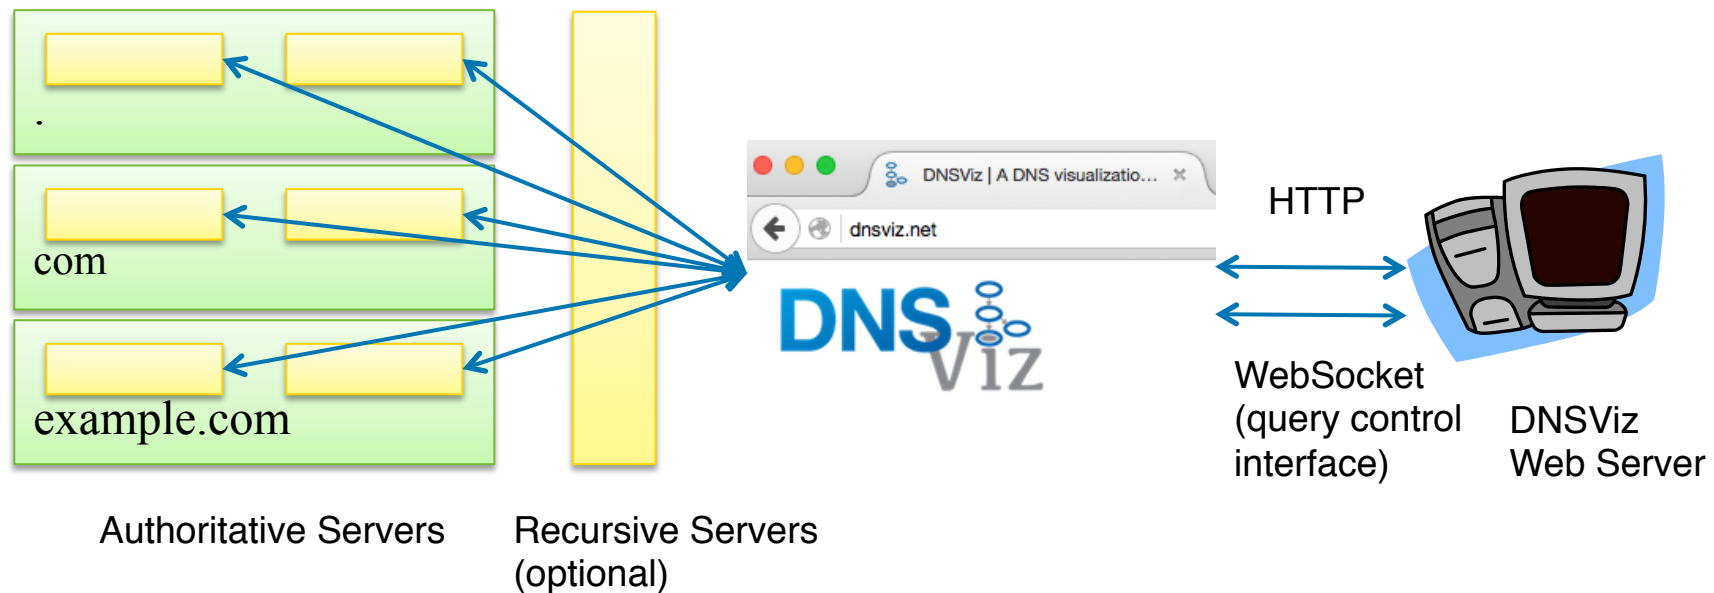 .
com
example.com
Authoritative Servers
Recursive Servers
(optional)
DNSViz | A DNS visualizatio...
dnsviz.net
DNS
Viz
HTTP
WebSocket
(query control
interface)
DNSViz
Web Server